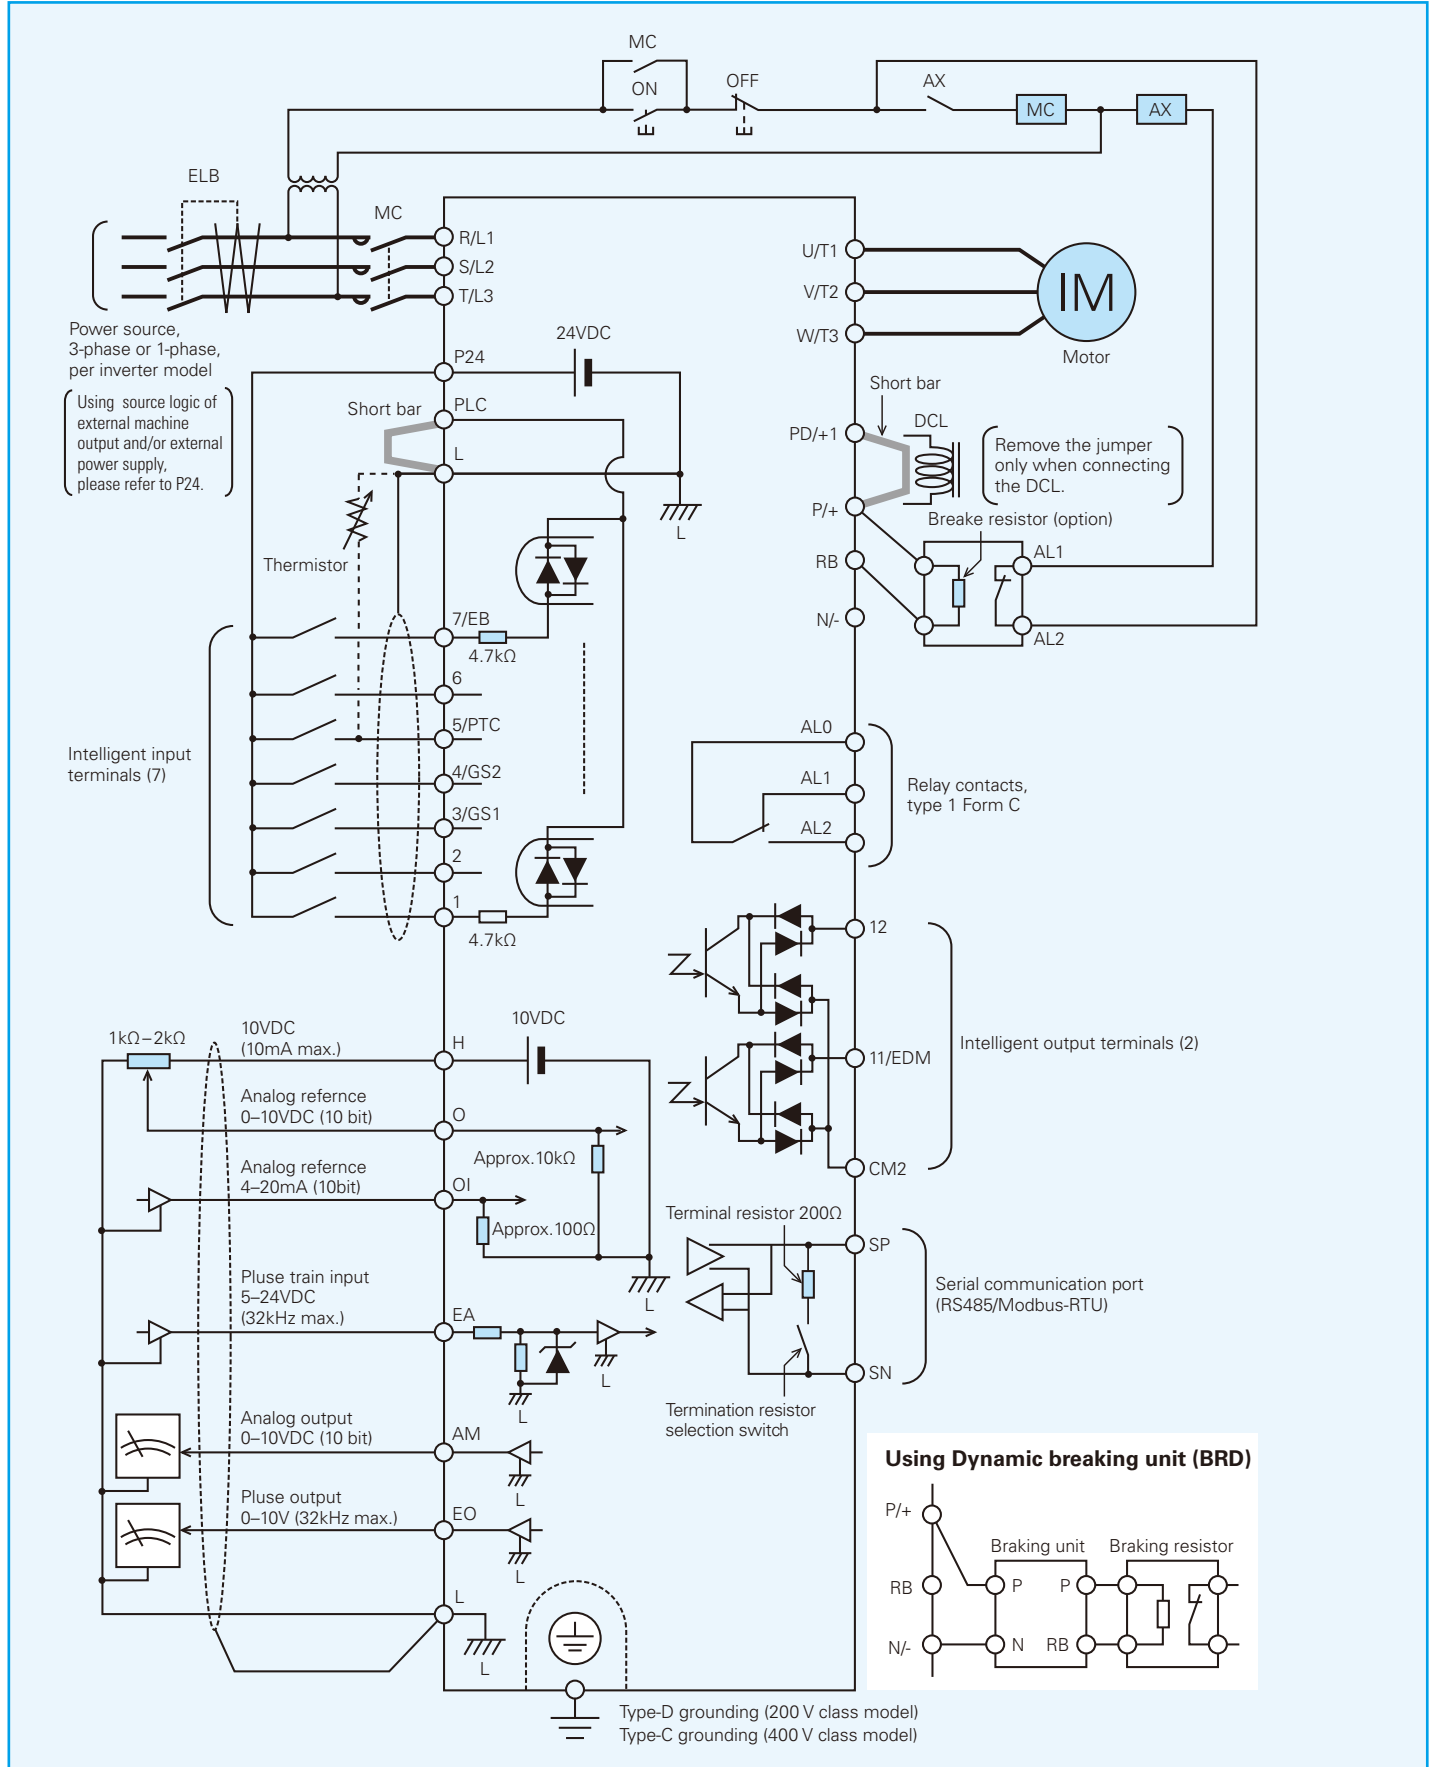 MC
ON
OFF
AX
MC
AX
ELB
MC
R/L1
S/L2
T/L3
Power source,
3-phase or 1-phase,
per inverter model
Using source logic of
external machine
output and/or external
power supply,
please refer to P24.
P24
24VDC
Short bar
PLC
L
L
Thermistor
U/T1
V/T2
W/T3
IM
Motor
Short bar
DCL
PD/+1
Remove the jumper
only when connecting
the DCL.
P/+
Breake resistor (option)
RB
AL1
N/-
AL2
7/EB
4.7kΩ
6
5/PTC
4/GS2
3/GS1
2
1
4.7kΩ
Intelligent input
terminals (7)
AL0
AL1
AL2
Relay contacts,
type 1 Form C
12
11/EDM
CM2
Intelligent output terminals (2)
1kΩ–2kΩ
10VDC
(10mA max.)
H
10VDC
Analog refernce
0–10VDC (10 bit)
O
Approx.10kΩ
Analog refernce
4–20mA (10bit)
OI
Approx.100Ω
L
Pluse train input
5–24VDC
(32kHz max.)
EA
L
L
Terminal resistor 200Ω
SP
Serial communication port
(RS485/Modbus-RTU)
SN
Termination resistor
selection switch
Analog output
0–10VDC (10 bit)
AM
L
Pluse output
0–10V (32kHz max.)
EO
L
L
L
Type-D grounding (200 V class model)
Type-C grounding (400 V class model)
Using Dynamic breaking unit (BRD)
P/+
Braking unit
Braking resistor
RB
P
P
N/-
N
RB